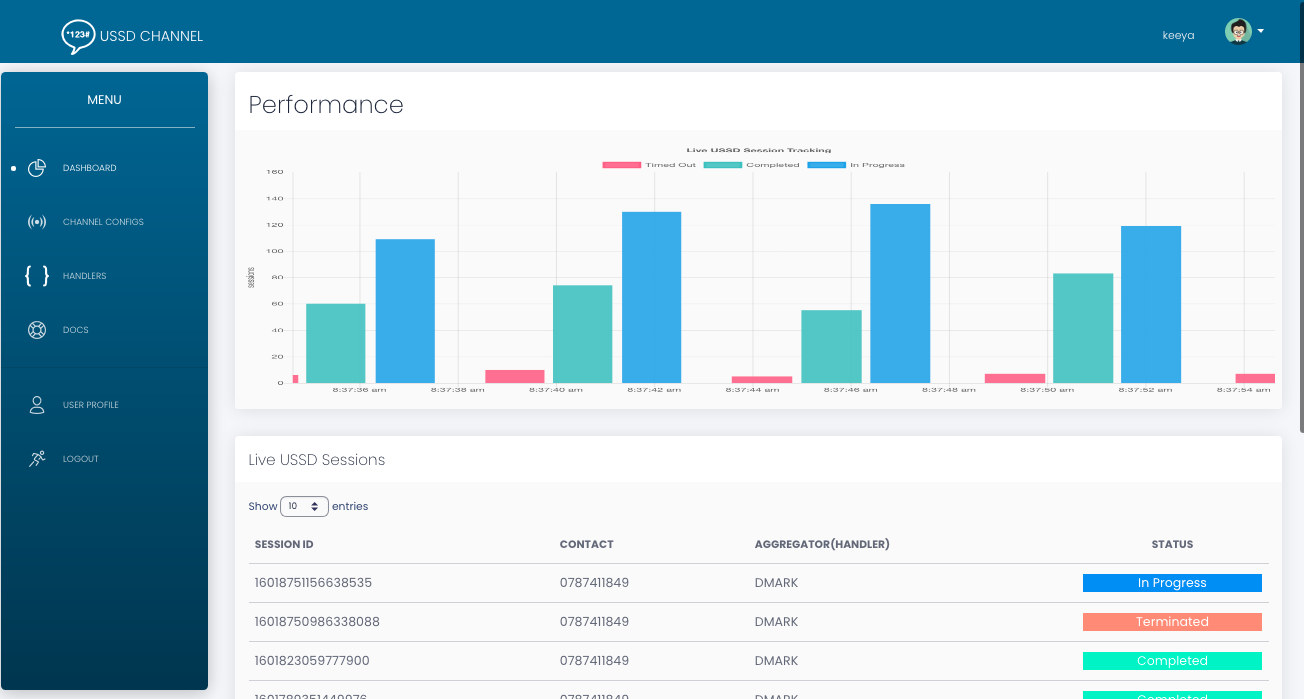 *123# USSD CHANNEL
keeya
MENU
DASHBOARD
CHANNEL CONFIGS
{ } HANDLERS
DOCS
USER PROFILE
LOGOUT
Performance
Live USSD Session Tracking
Timed Out Completed In Progress
160
140
120
100
80
60
40
20
0
SESSIONS
8:37:36 am 8:37:38 am 8:37:40 am 8:37:42 am 8:37:44 am 8:37:46 am 8:37:48 am 8:37:50 am 8:37:52 am 8:37:54 am
Live USSD Sessions
Show 10 entries
SESSION ID CONTACT AGGREGATOR(HANDLER) STATUS
16018751156638535 0787411849 DMARK In Progress
16018750986338088 0787411849 DMARK Terminated
1601823059777900 0787411849 DMARK Completed
1601789351449976 0787411849 DMARK Completed